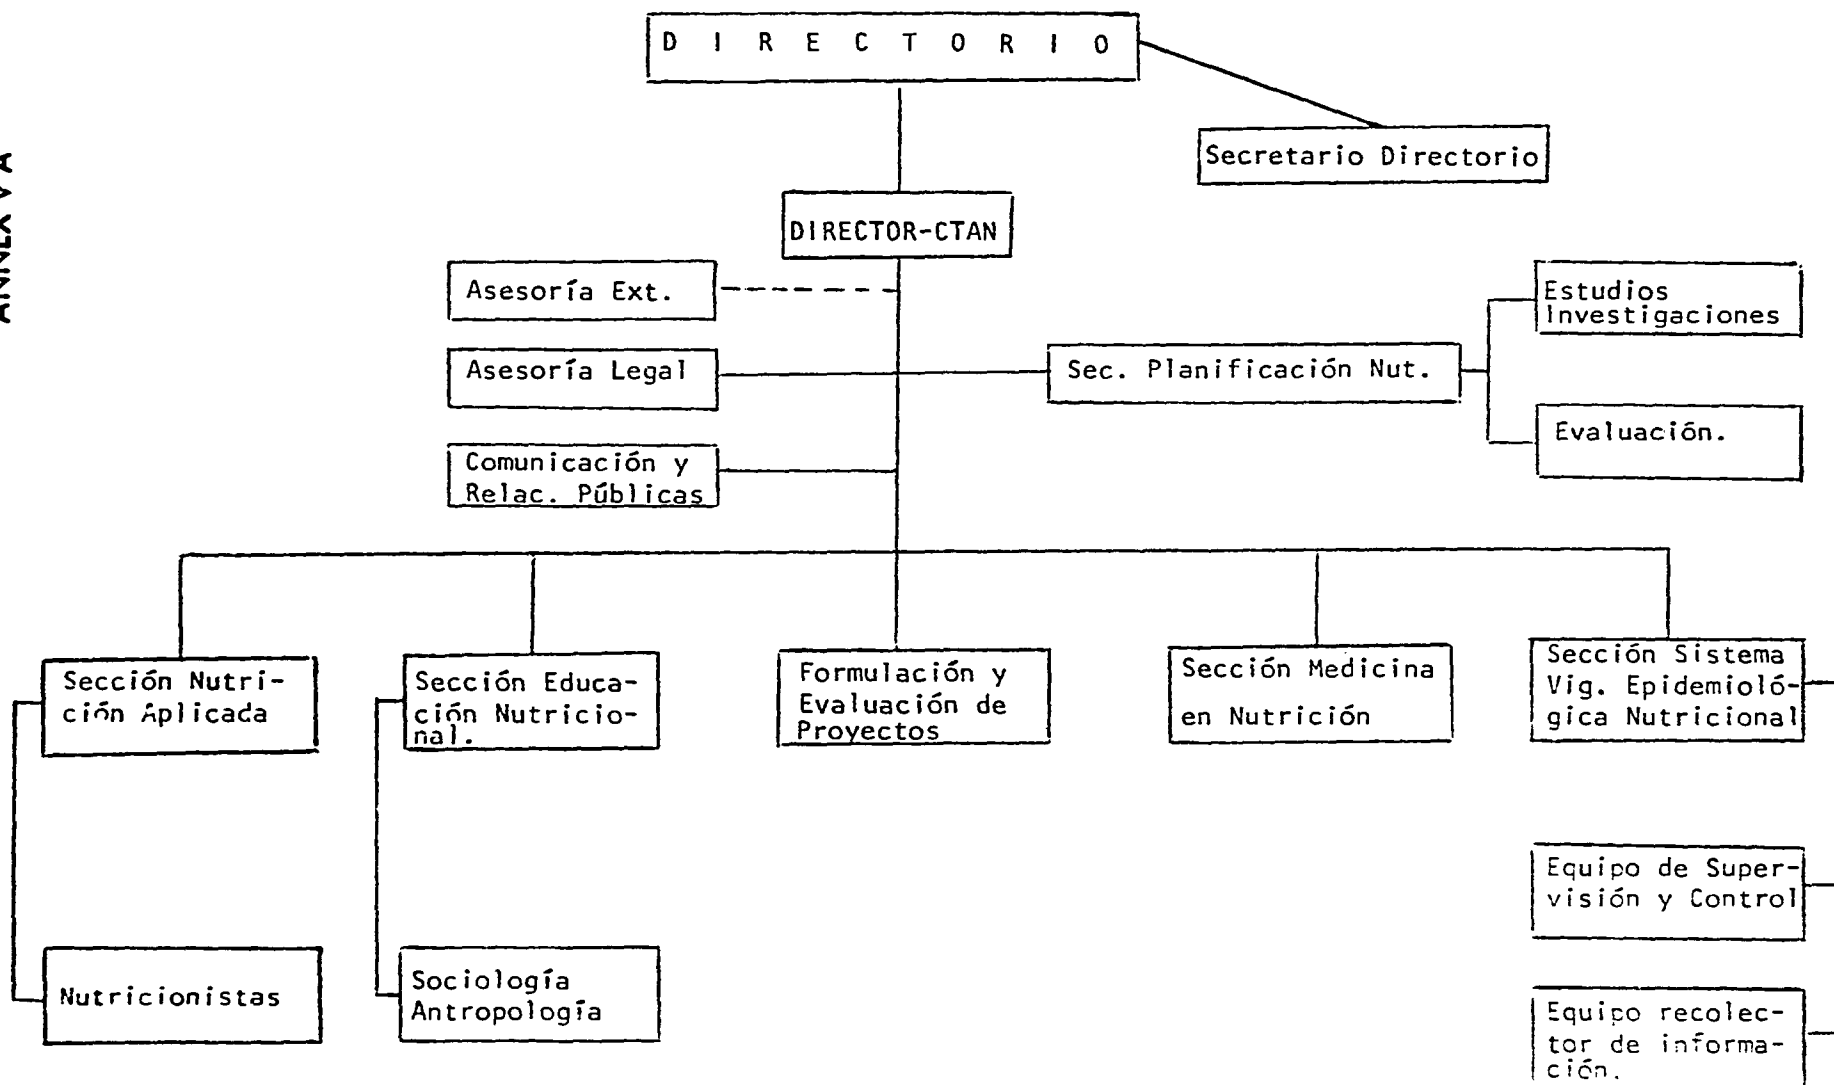 ANNEX V A
D I R E C T O R I O
Secretario Directorio
DIRECTOR-CTAN
Asesoría Ext.
Estudios
Investigaciones
Asesoría Legal
Sec. Planificación Nut.
Evaluación.
Comunicación y
Relac. Públicas
Sección Nutri-
ción Aplicada
Sección Educa-
ción Nutricio-
nal.
Formulación y
Evaluación de
Proyectos
Sección Medicina
en Nutrición
Sección Sistema
Vig. Epidemioló-
gica Nutricional
Equipo de Super-
visión y Control
Nutricionistas
Sociología
Antropología
Equipo recolec-
tor de informa-
ción.